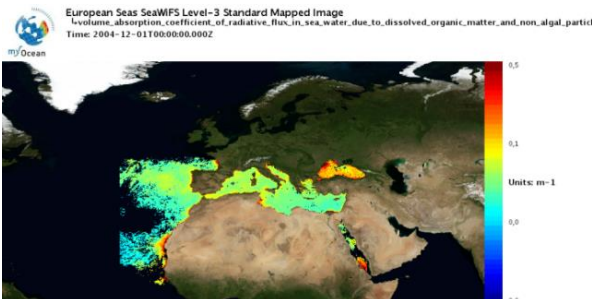 European Seas SeaWiFS Level-3 Standard Mapped Image
volume_absorption_coefficient_of_radiative_flux_in_sea_water_due_to_dissolved_organic_matter_and_non_algal_partic
Time: 2004-12-01T00:00:00.000Z
myOcean
0,5
0,1
Units: m-1
0,0